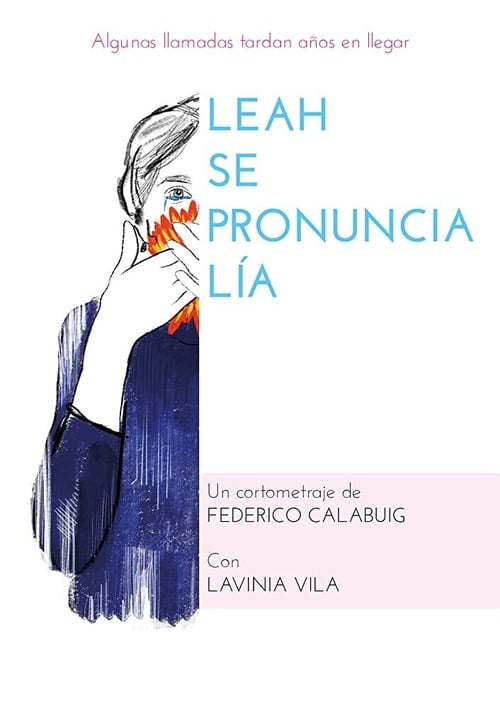 Algunas llamadas tardan años en llegar
LEAH
SE
PRONUNCIA
LÍA
Un cortometraje de
FEDERICO CALABUIG
Con
LAVINIA VILA